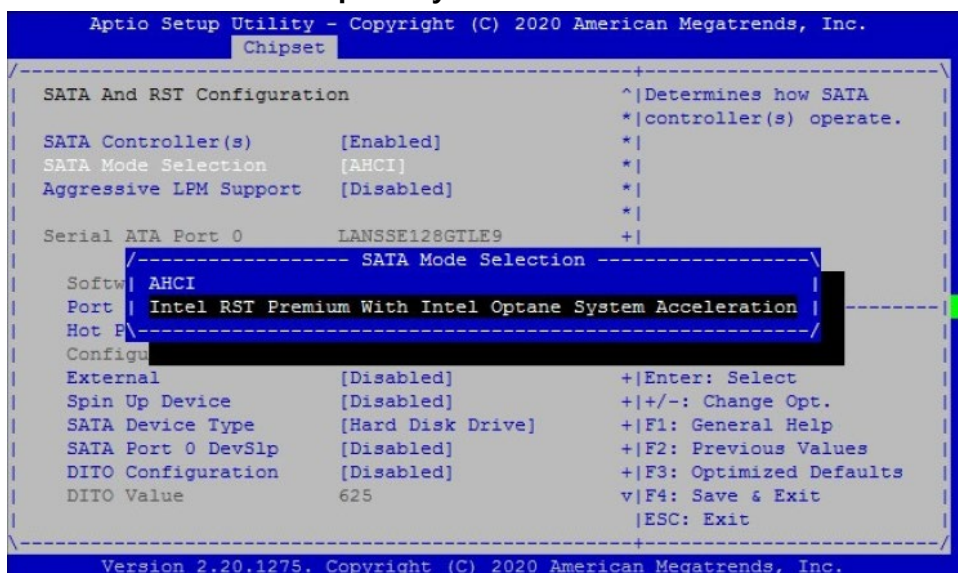 Aptio Setup Utility - Copyright (C) 2020 American Megatrends, Inc.
Chipset
/---------------------------------------------------+--------------------------\
| SATA And RST Configuration ^|Determines how SATA |
| *|controller(s) operate. |
| SATA Controller(s) [Enabled] *| |
| SATA Mode Selection [AHCI] *| |
| Aggressive LPM Support [Disabled] *| |
| *| |
| Serial ATA Port 0 LANSSE128GTLE9 +| |
| /------------------- SATA Mode Selection -------------------\ |
| Softw| AHCI | |
| Port | Intel RST Premium With Intel Optane System Acceleration |--------|
| Hot P\----------------------------------------------------------/ |
| Configu |
| External [Disabled] +|Enter: Select |
| Spin Up Device [Disabled] +|+/-: Change Opt. |
| SATA Device Type [Hard Disk Drive] +|F1: General Help |
| SATA Port 0 DevSlp [Disabled] +|F2: Previous Values |
| DITO Configuration [Disabled] +|F3: Optimized Defaults |
| DITO Value 625 v|F4: Save & Exit |
| |ESC: Exit |
\---------------------------------------------------+--------------------------/
Version 2.20.1275. Copyright (C) 2020 American Megatrends, Inc.